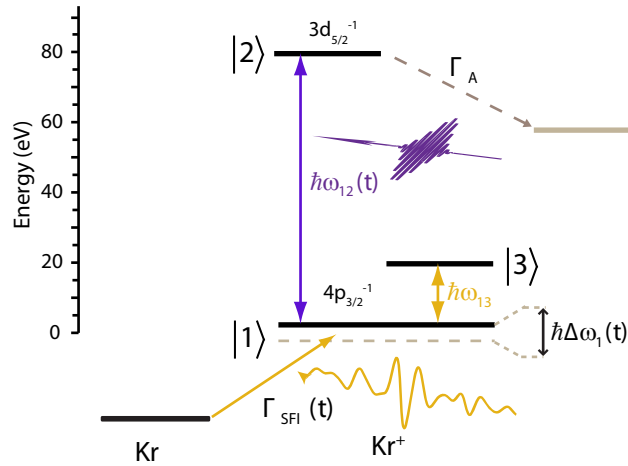 3d5/2-1
|2⟩
80
ΓA
60
Energy (eV)
ħω12(t)
40
|3⟩
20
4p3/2-1
ħω13
0
|1⟩
ħΔω1(t)
ΓSFI (t)
Kr
Kr+